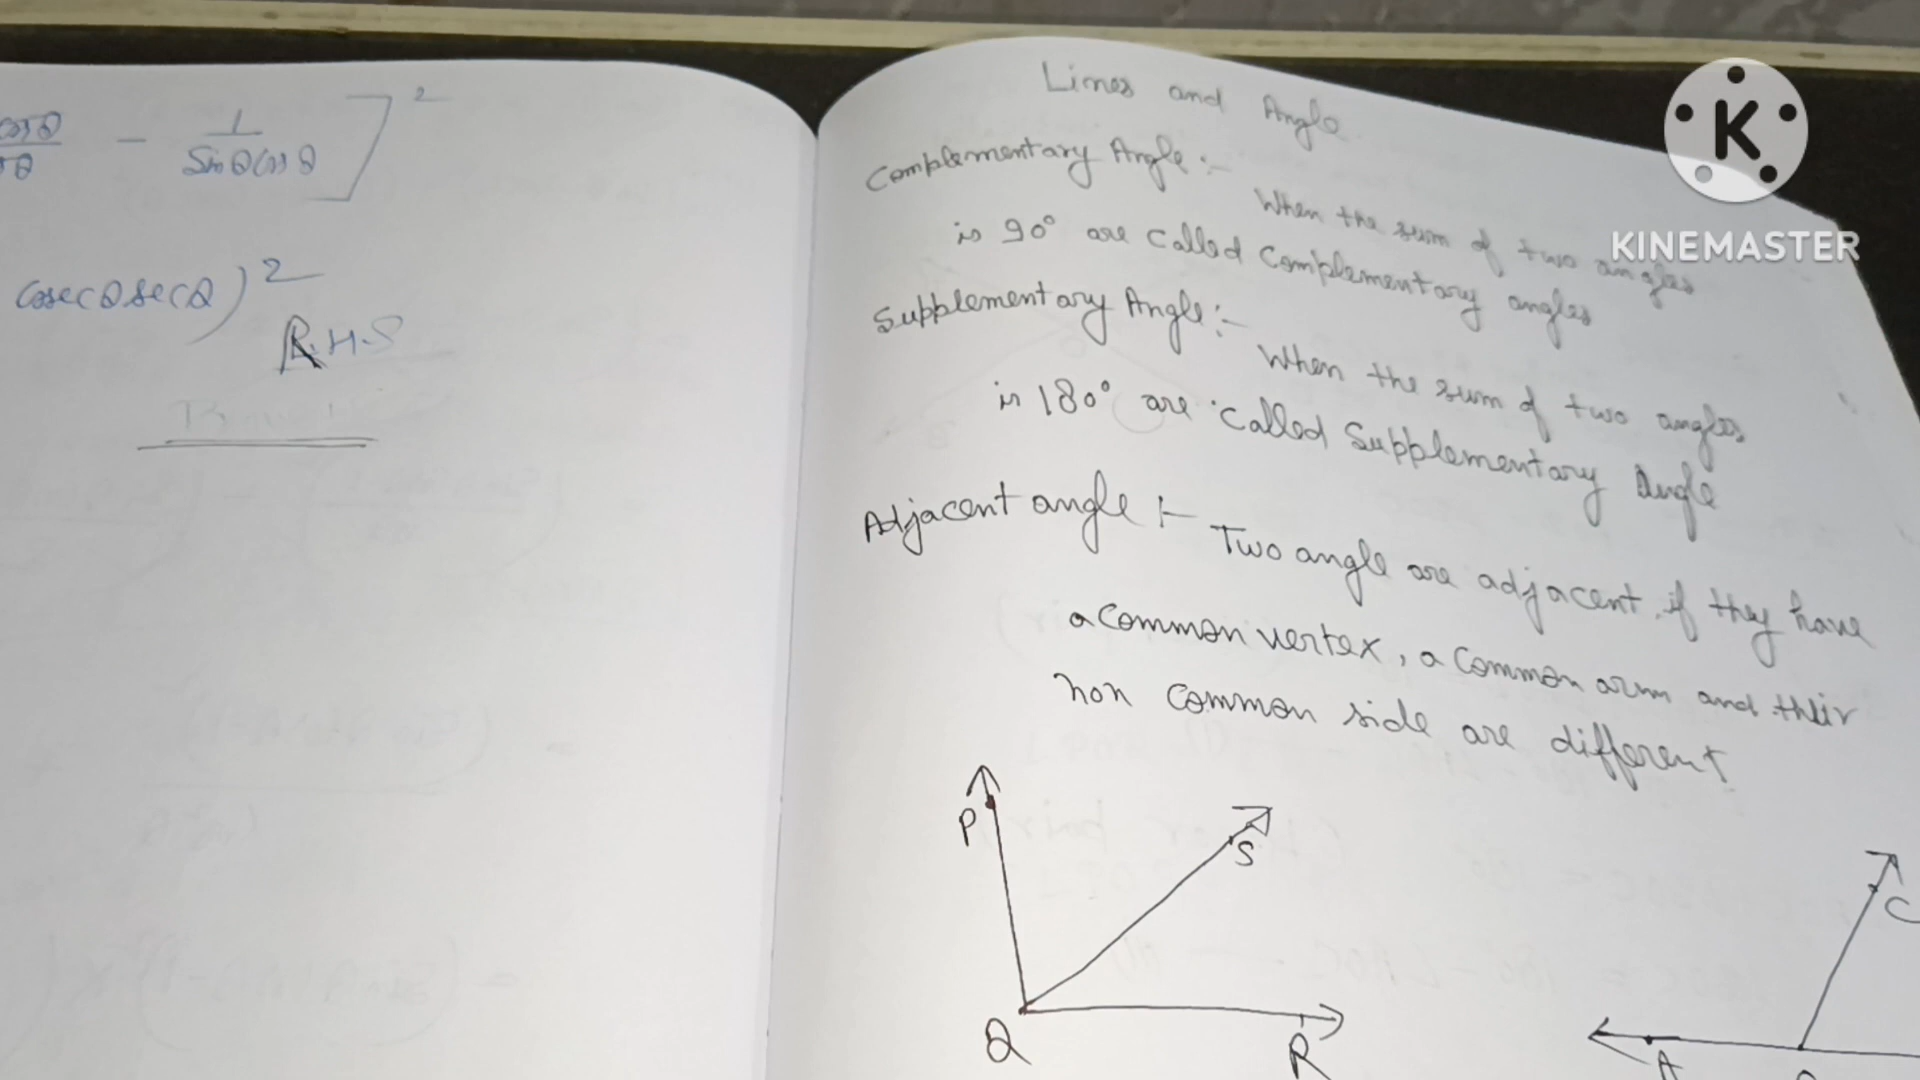 - 1/Sinθ Cosθ ]²
Cosecθ secθ)²
R.H.S
Lines and Angle
Complementary Angle :-
When the sum of two angles
is 90° are called Complementary angles
Supplementary Angle :-
When the sum of two angles
is 180° are called Supplementary Angle
Adjacent angle :-
Two angle are adjacent, if they have
a common vertex, a common arm and their
non common side are different
P
S
Q
R
C
A
K
KINEMASTER